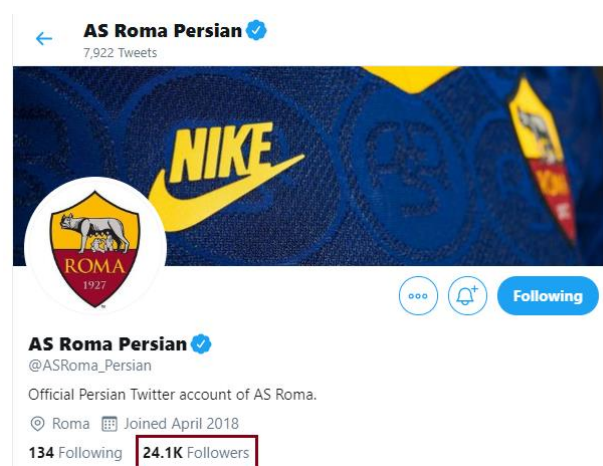 AS Roma Persian
7,922 Tweets
NIKE
ROMA
ROMA
1927
Following
AS Roma Persian
@ASRoma_Persian
Official Persian Twitter account of AS Roma.
Roma Joined April 2018
134 Following 24.1K Followers